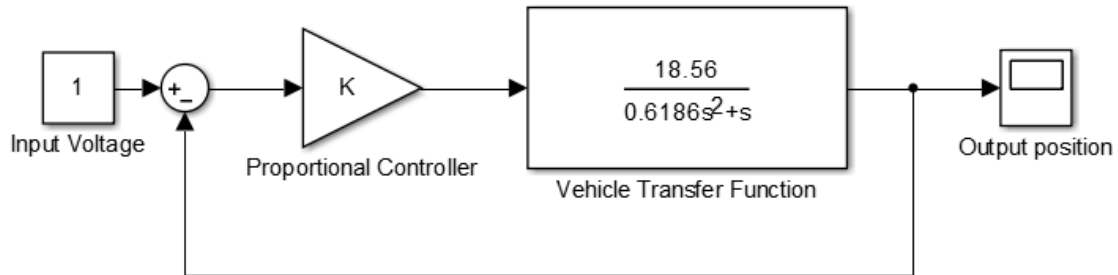 1
+
−
K
18.56
0.6186s²+s
Input Voltage
Proportional Controller
Vehicle Transfer Function
Output position